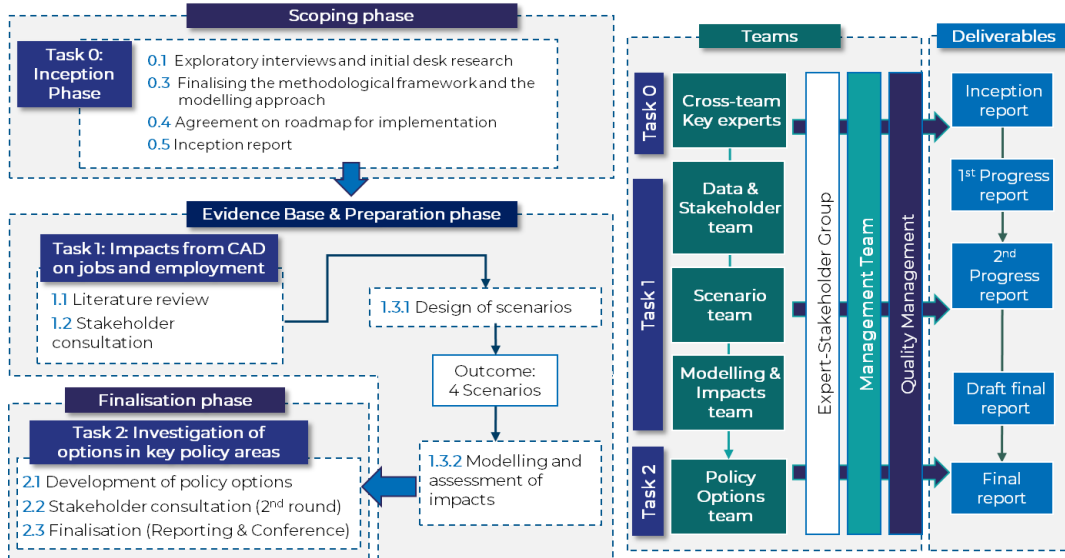 Scoping phase
Task 0:
Inception
Phase
0.1 Exploratory interviews and initial desk research
0.3 Finalising the methodological framework and the
modelling approach
0.4 Agreement on roadmap for implementation
0.5 Inception report
Evidence Base & Preparation phase
Task 1: Impacts from CAD
on jobs and employment
1.1 Literature review
1.2 Stakeholder
consultation
1.3.1 Design of scenarios
Outcome:
4 Scenarios
1.3.2 Modelling and
assessment of
impacts
Finalisation phase
Task 2: Investigation of
options in key policy areas
2.1 Development of policy options
2.2 Stakeholder consultation (2nd round)
2.3 Finalisation (Reporting & Conference)
Teams
Task 0
Cross-team
Key experts
Task 1
Data &
Stakeholder
team
Scenario
team
Modelling &
Impacts
team
Task 2
Policy
Options
team
Expert-Stakeholder Group
Management Team
Quality Management
Deliverables
Inception
report
1st Progress
report
2nd
Progress
report
Draft final
report
Final
report